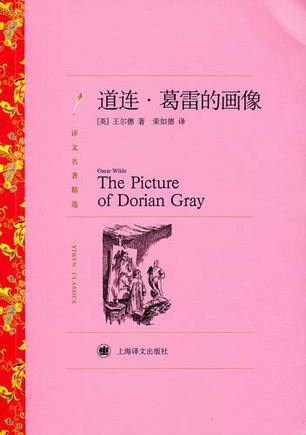 道连·葛雷的画像
[英] 王尔德 著 荣如德 译
译文名著精选
YIWEN CLASSICS
Oscar Wilde
The Picture
of Dorian Gray
上海译文出版社